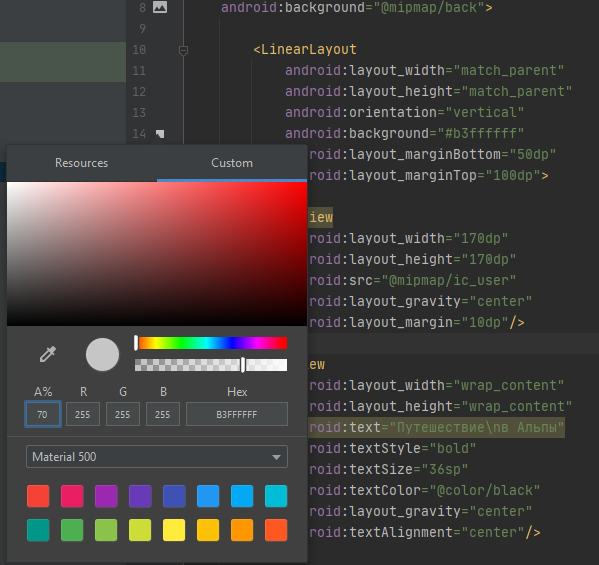 8 android:background="@mipmap/back">
9
10 <LinearLayout
11 android:layout_width="match_parent"
12 android:layout_height="match_parent"
13 android:orientation="vertical"
14 android:background="#b3ffffff"
roid:layout_marginBottom="50dp"
roid:layout_marginTop="100dp">
iew
roid:layout_width="170dp"
roid:layout_height="170dp"
roid:src="@mipmap/ic_user"
roid:layout_gravity="center"
roid:layout_margin="10dp"/>
ew
roid:layout_width="wrap_content"
roid:layout_height="wrap_content"
roid:text="Путешествие\nв Альпы"
roid:textStyle="bold"
roid:textSize="36sp"
roid:textColor="@color/black"
roid:layout_gravity="center"
roid:textAlignment="center"/>
Resources Custom
A% R G B Hex
70 255 255 255 B3FFFFFF
Material 500